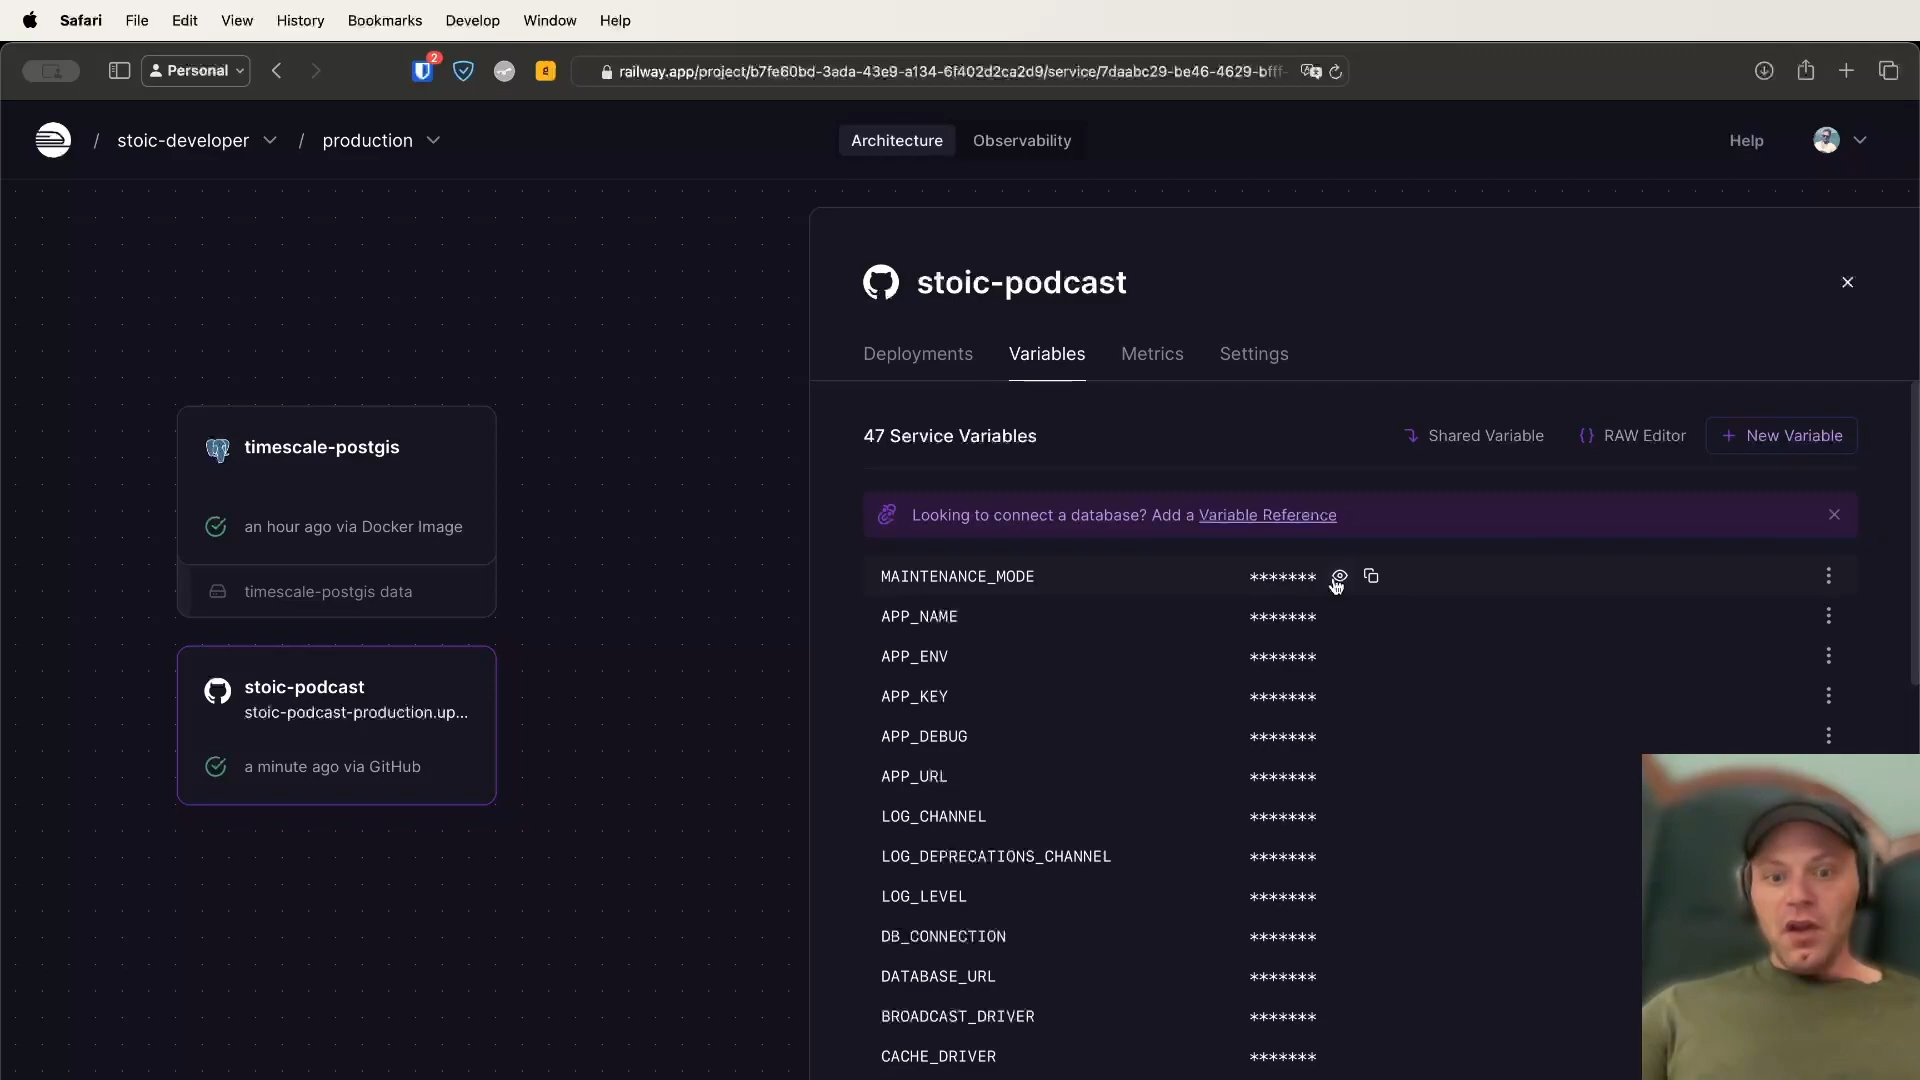 Safari File Edit View History Bookmarks Develop Window Help
Personal
2
railway.app/project/b7fe60bd-3ada-43e9-a134-6f402d2ca2d9/service/7daabc29-be46-4629-bfff-
/ stoic-developer / production
Architecture Observability
Help
timescale-postgis
an hour ago via Docker Image
timescale-postgis data
stoic-podcast
stoic-podcast-production.up...
a minute ago via GitHub
stoic-podcast
Deployments Variables Metrics Settings
47 Service Variables
Shared Variable {} RAW Editor + New Variable
Looking to connect a database? Add a Variable Reference
MAINTENANCE_MODE *******
APP_NAME *******
APP_ENV *******
APP_KEY *******
APP_DEBUG *******
APP_URL *******
LOG_CHANNEL *******
LOG_DEPRECATIONS_CHANNEL *******
LOG_LEVEL *******
DB_CONNECTION *******
DATABASE_URL *******
BROADCAST_DRIVER *******
CACHE_DRIVER *******